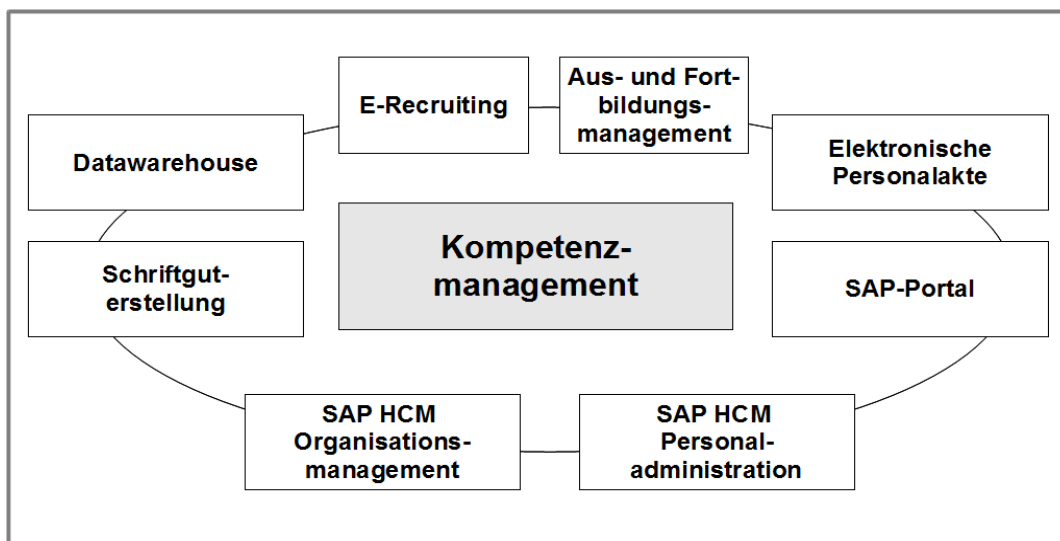 E-Recruiting
Aus- und Fort-
bildungs-
management
Datawarehouse
Elektronische
Personalakte
Kompetenz-
management
Schriftgut-
erstellung
SAP-Portal
SAP HCM
Organisations-
management
SAP HCM
Personal-
administration